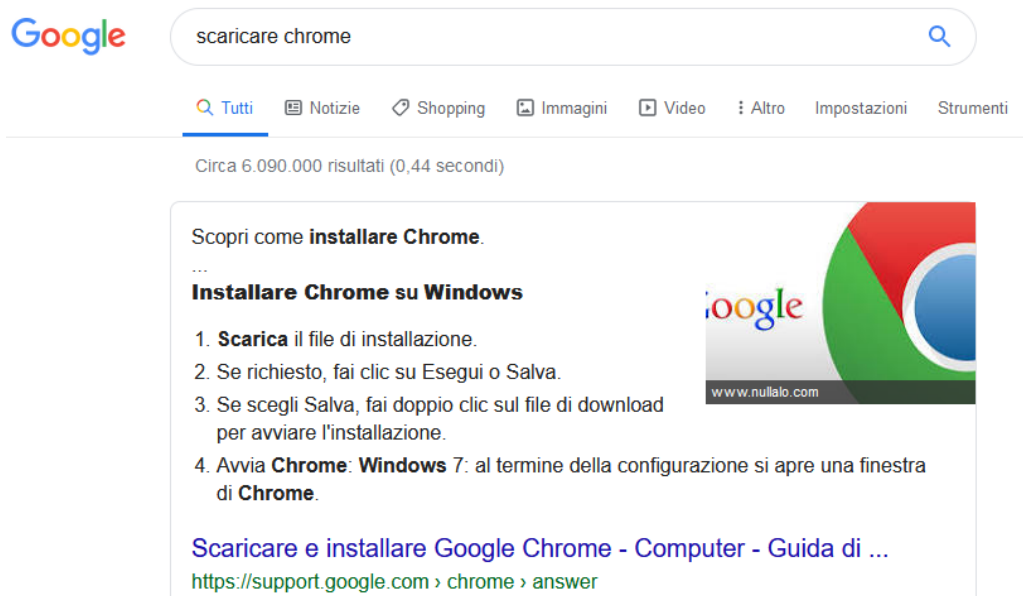 Google
scaricare chrome
Tutti Notizie Shopping Immagini Video Altro Impostazioni Strumenti
Circa 6.090.000 risultati (0,44 secondi)
Scopri come installare Chrome.
...
Installare Chrome su Windows
1. Scarica il file di installazione.
2. Se richiesto, fai clic su Esegui o Salva.
3. Se scegli Salva, fai doppio clic sul file di download
per avviare l'installazione.
4. Avvia Chrome: Windows 7: al termine della configurazione si apre una finestra
di Chrome.
oogle
www.nullalo.com
Scaricare e installare Google Chrome - Computer - Guida di ...
https://support.google.com › chrome › answer